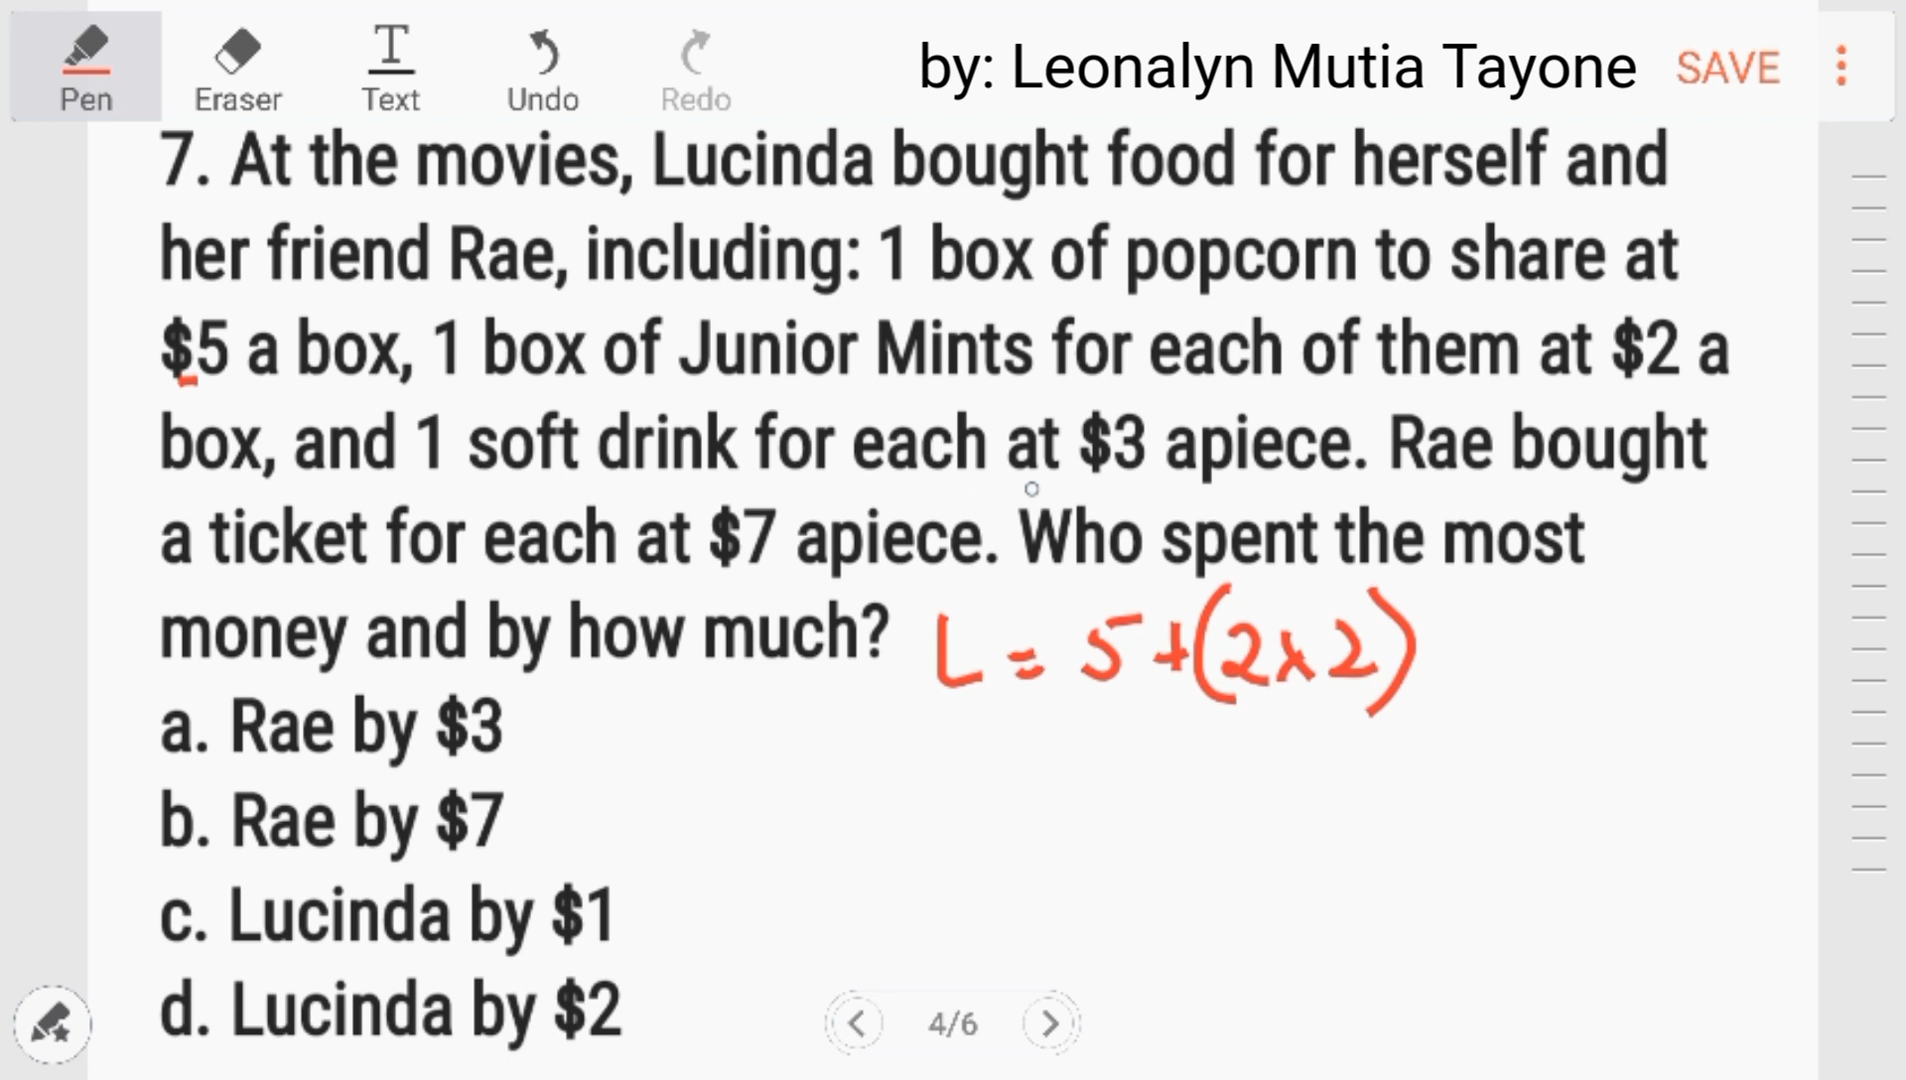 Pen
Eraser
Text
Undo
Redo
by: Leonalyn Mutia Tayone
SAVE
7. At the movies, Lucinda bought food for herself and
her friend Rae, including: 1 box of popcorn to share at
$5 a box, 1 box of Junior Mints for each of them at $2 a
box, and 1 soft drink for each at $3 apiece. Rae bought
a ticket for each at $7 apiece. Who spent the most
money and by how much?
L = 5 + (2 x 2)
a. Rae by $3
b. Rae by $7
c. Lucinda by $1
d. Lucinda by $2
4/6